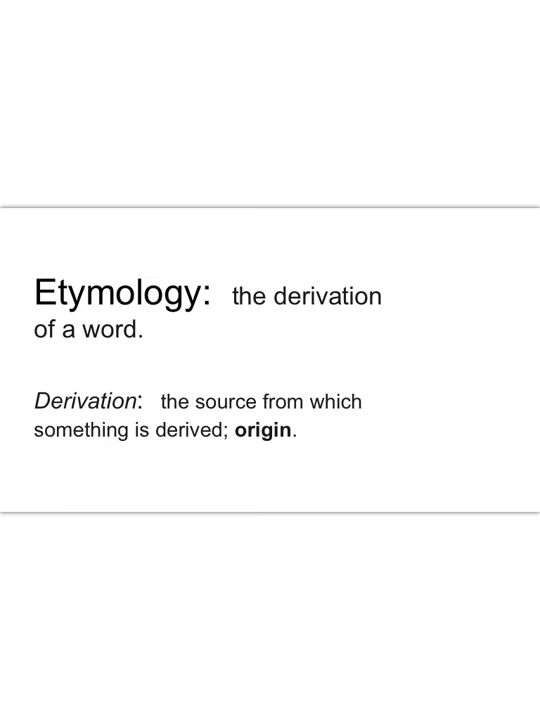 Etymology: the derivation
of a word.
Derivation: the source from which
something is derived; origin.